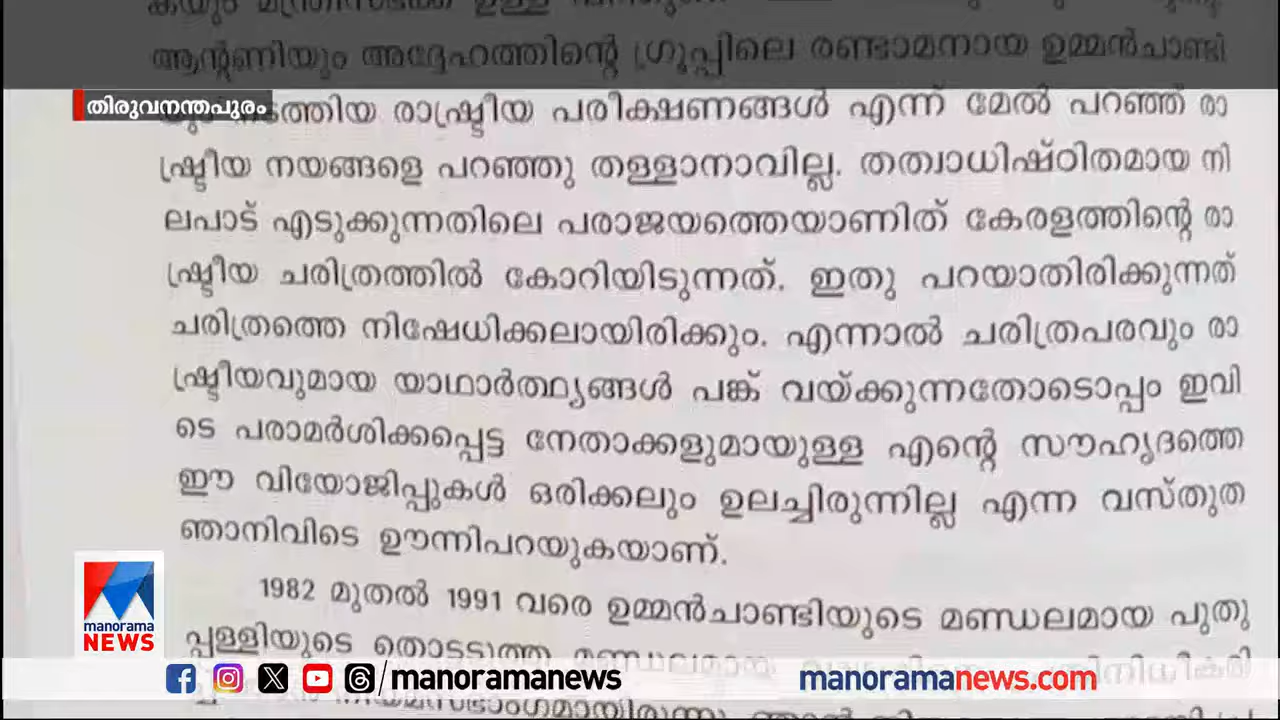 ആന്റണിയും അദ്ദേഹത്തിന്റെ ഗ്രൂപ്പിലെ രണ്ടാമനായ ഉമ്മൻചാണ്ടി
തിരുവനന്തപുരം
രാഷ്ട്രീയ പരീക്ഷണങ്ങൾ എന്ന് മേൽ പറഞ്ഞ രാ
ഷ്ട്രീയ നയങ്ങളെ പറഞ്ഞു തള്ളാനാവില്ല. തത്വാധിഷ്ഠിതമായ നി
ലപാട് എടുക്കുന്നതിലെ പരാജയത്തെയാണിത് കേരളത്തിന്റെ രാ
ഷ്ട്രീയ ചരിത്രത്തിൽ കോറിയിടുന്നത്. ഇതു പറയാതിരിക്കുന്നത്
ചരിത്രത്തെ നിഷേധിക്കലായിരിക്കും. എന്നാൽ ചരിത്രപരവും രാ
ഷ്ട്രീയവുമായ യാഥാർത്ഥ്യങ്ങൾ പങ്ക് വയ്ക്കുന്നതോടൊപ്പം ഇവി
ടെ പരാമർശിക്കപ്പെട്ട നേതാക്കളുമായുള്ള എന്റെ സൗഹൃദത്തെ
ഈ വിയോജിപ്പുകൾ ഒരിക്കലും ഉലച്ചിരുന്നില്ല എന്ന വസ്തുത
ഞാനിവിടെ ഊന്നിപറയുകയാണ്.
1982 മുതൽ 1991 വരെ ഉമ്മൻചാണ്ടിയുടെ മണ്ഡലമായ പുതു
പ്പള്ളിയുടെ തൊട്ടടുത്ത മണ്ഡലമായ
manorama
NEWS
/manoramanews
manoramanews.com